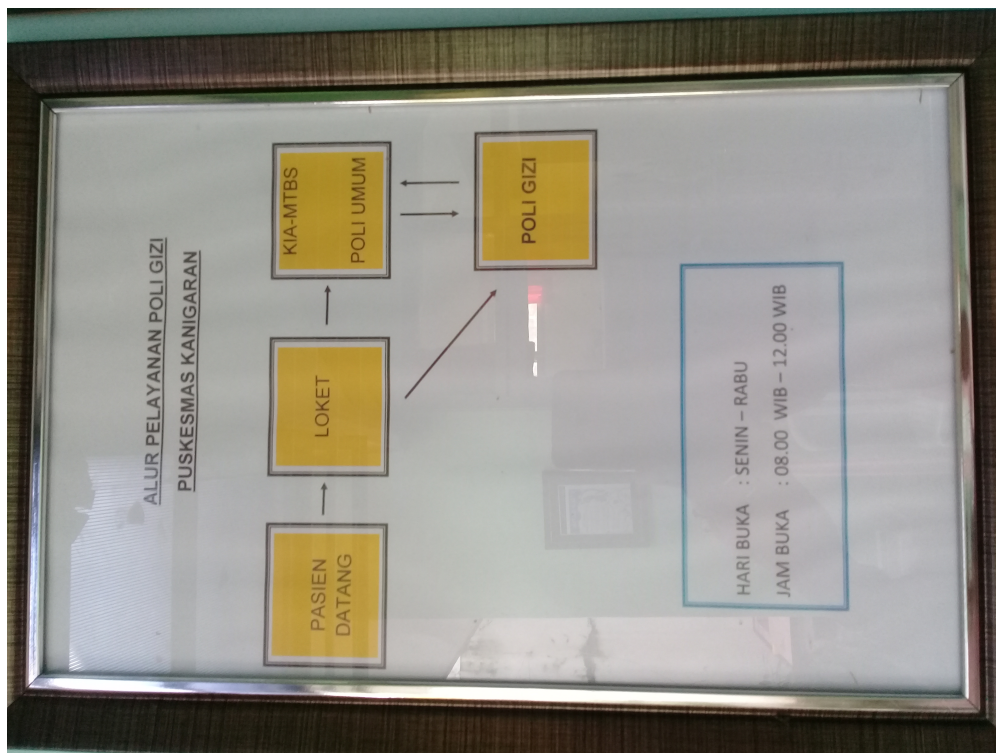 ALUR PELAYANAN POLI GIZI
PUSKESMAS KANIGARAN
PASIEN
DATANG
LOKET
KIA-MTBS
POLI UMUM
POLI GIZI
HARI BUKA : SENIN – RABU
JAM BUKA : 08.00 WIB – 12.00 WIB